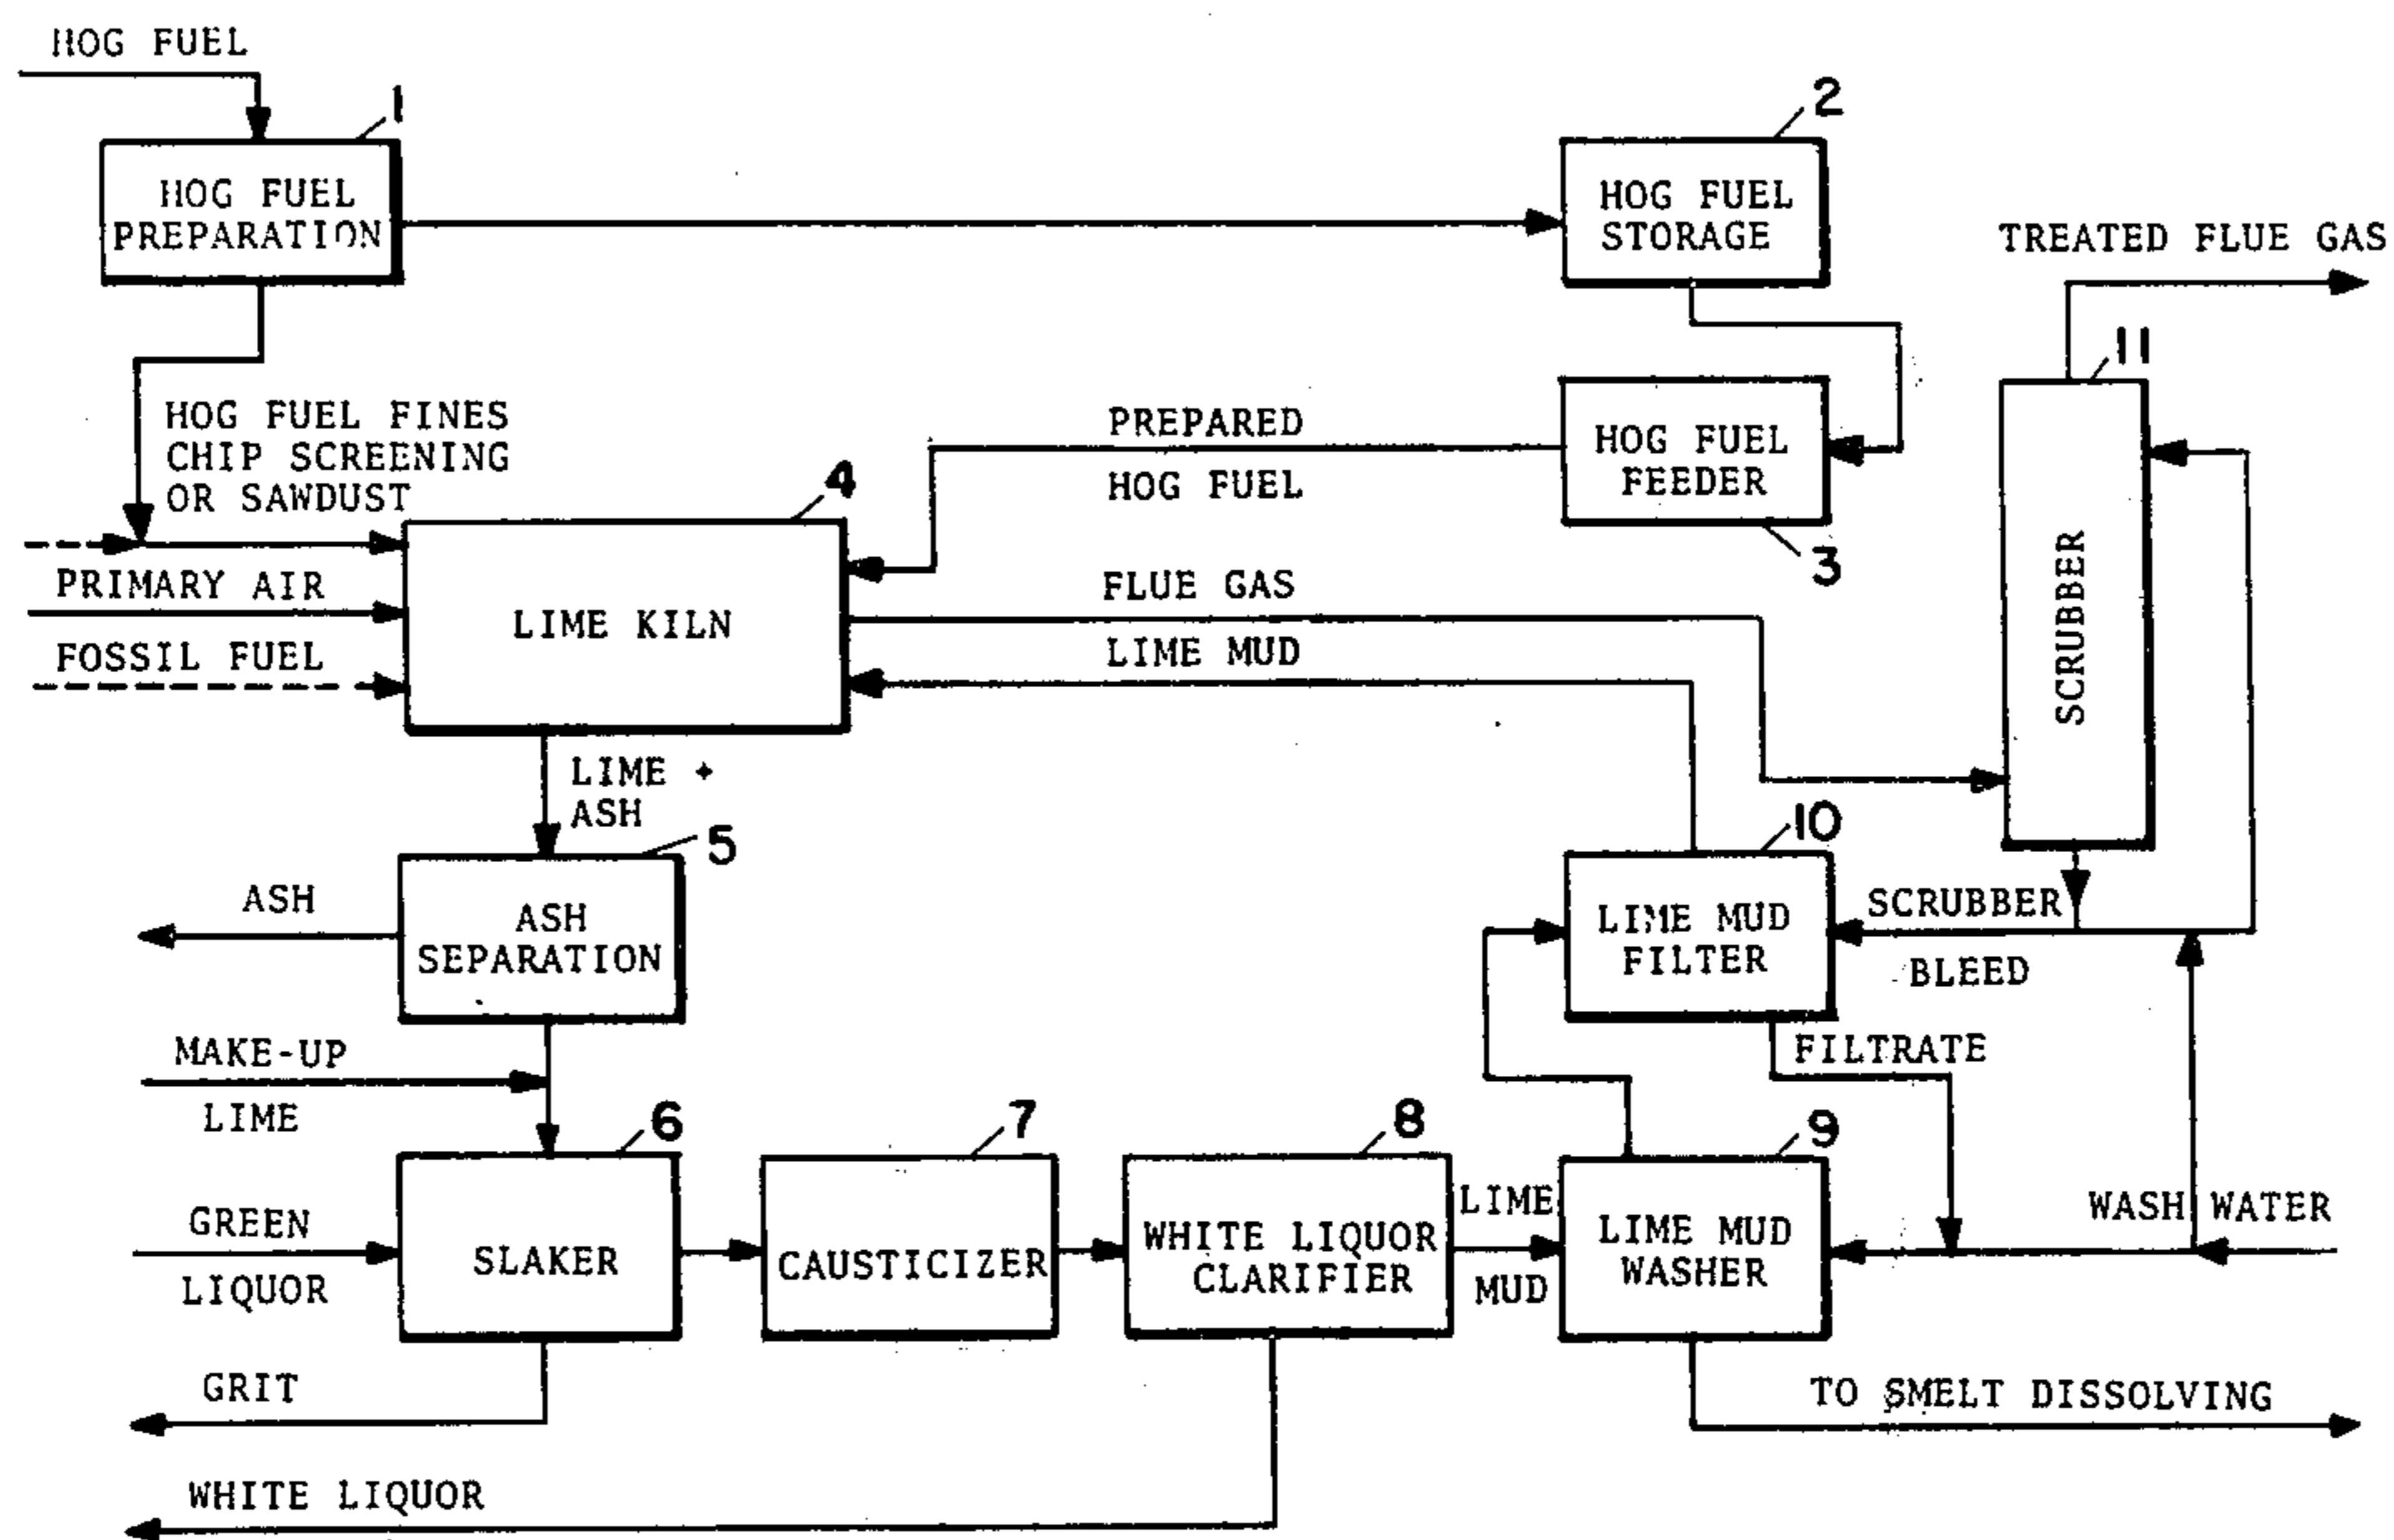 HOG FUEL
1
HOG FUEL
PREPARATION
2
HOG FUEL
STORAGE
TREATED FLUE GAS
11
SCRUBBER
HOG FUEL FINES
CHIP SCREENING
OR SAWDUST
PREPARED
HOG FUEL
HOG FUEL
FEEDER
3
4
PRIMARY AIR
FOSSIL FUEL
LIME KILN
FLUE GAS
LIME MUD
LIME +
ASH
5
ASH
ASH
SEPARATION
10
LIME MUD
FILTER
SCRUBBER
BLEED
FILTRATE
MAKE-UP
LIME
6
7
8
9
GREEN
LIQUOR
SLAKER
CAUSTICIZER
WHITE LIQUOR
CLARIFIER
LIME
MUD
LIME MUD
WASHER
WASH WATER
GRIT
TO SMELT DISSOLVING
WHITE LIQUOR